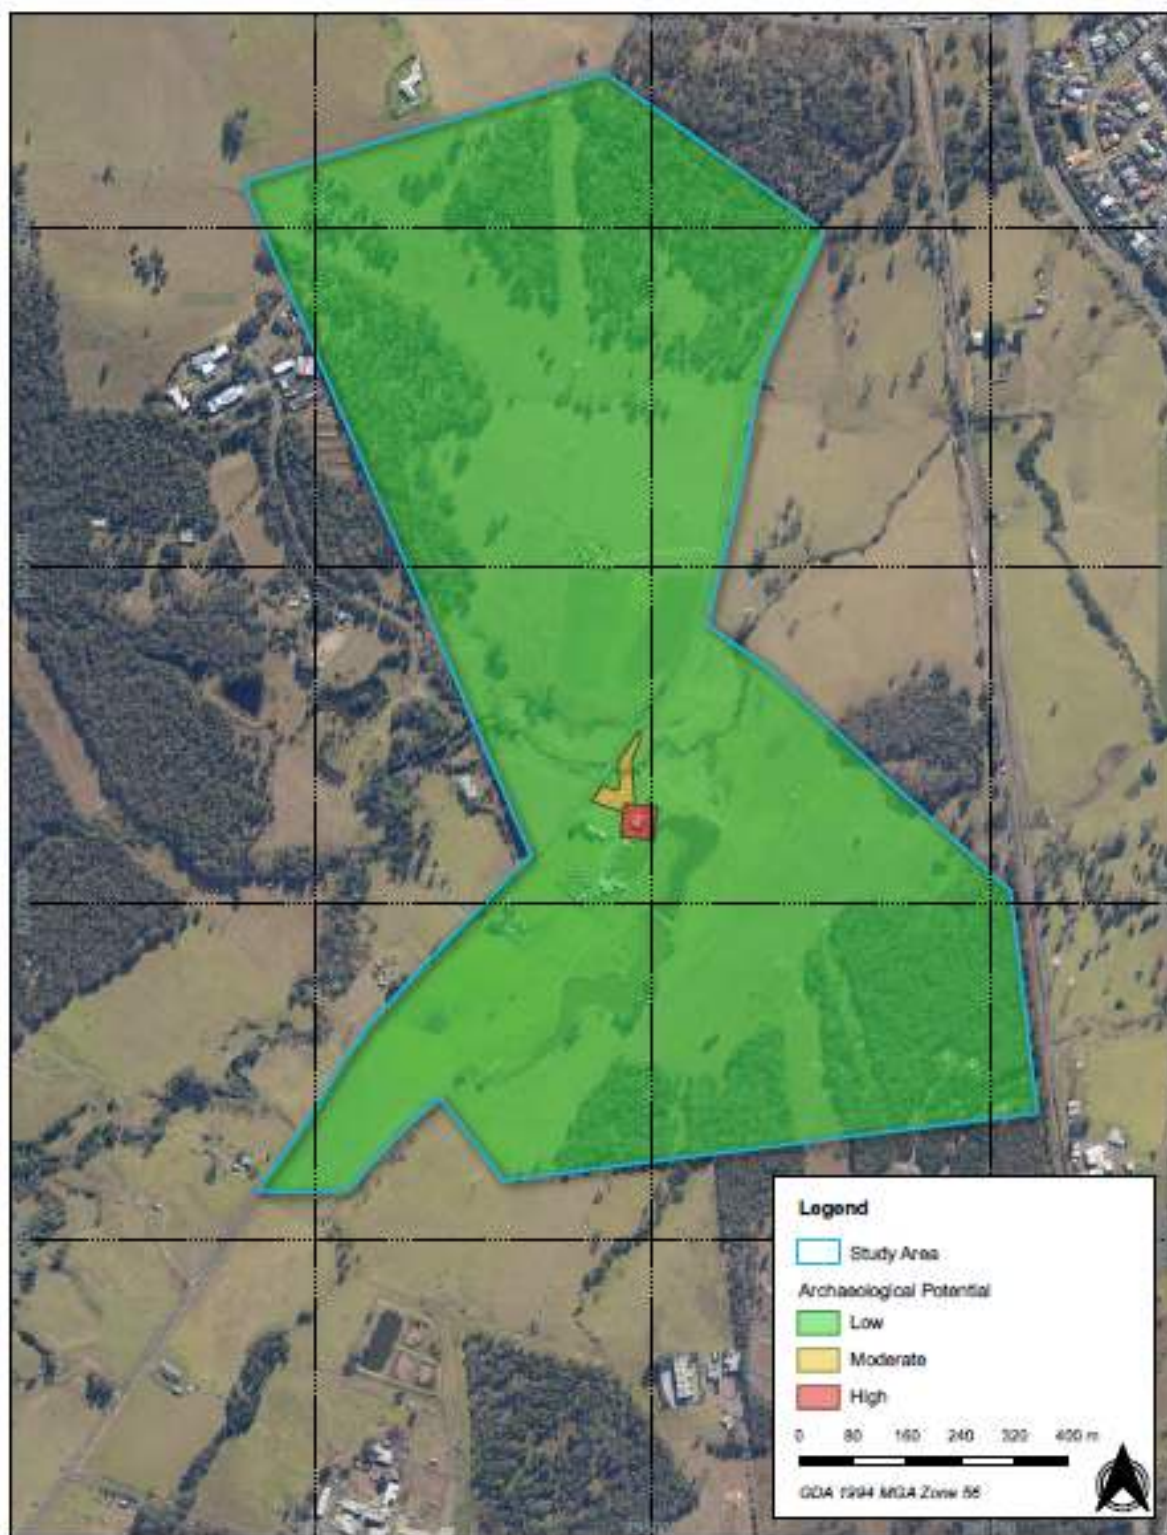 Legend
Study Area
Archaeological Potential
Low
Moderate
High
0 80 160 240 320 400 m
GDA 1994 MGA Zone 56